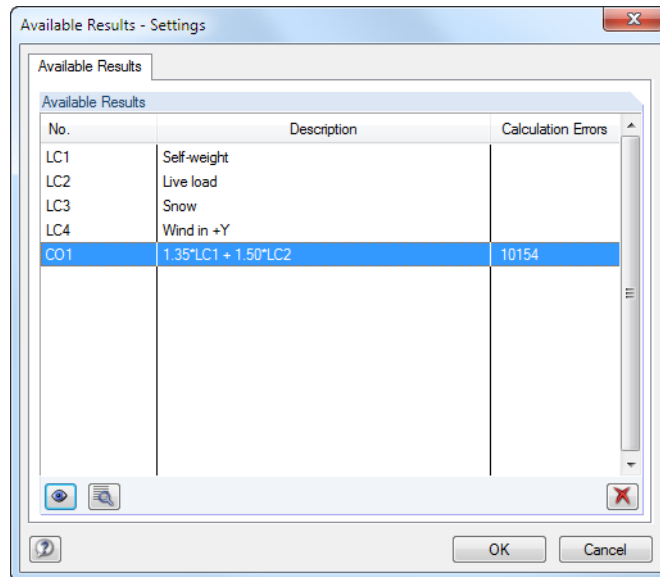 Available Results - Settings
Available Results
Available Results
No. Description Calculation Errors
LC1 Self-weight
LC2 Live load
LC3 Snow
LC4 Wind in +Y
CO1 1.35*LC1 + 1.50*LC2 10154
OK Cancel